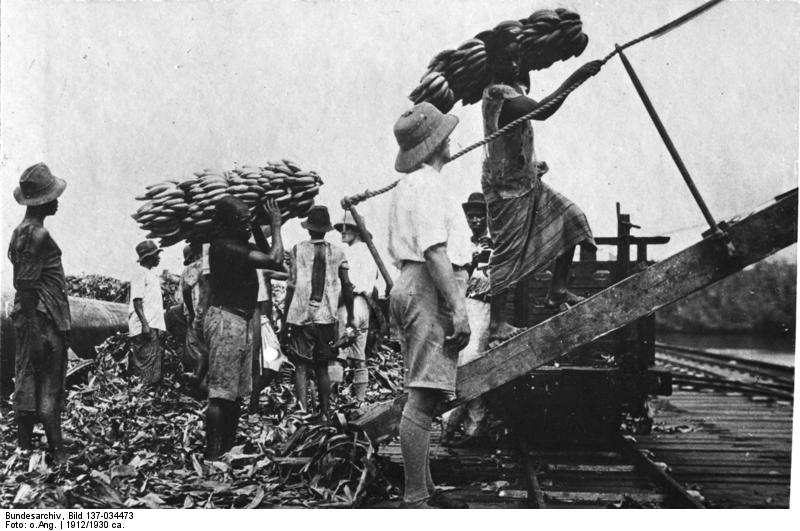 Bundesarchiv, Bild 137-034473
Foto: o.Ang. | 1912/1930 ca.